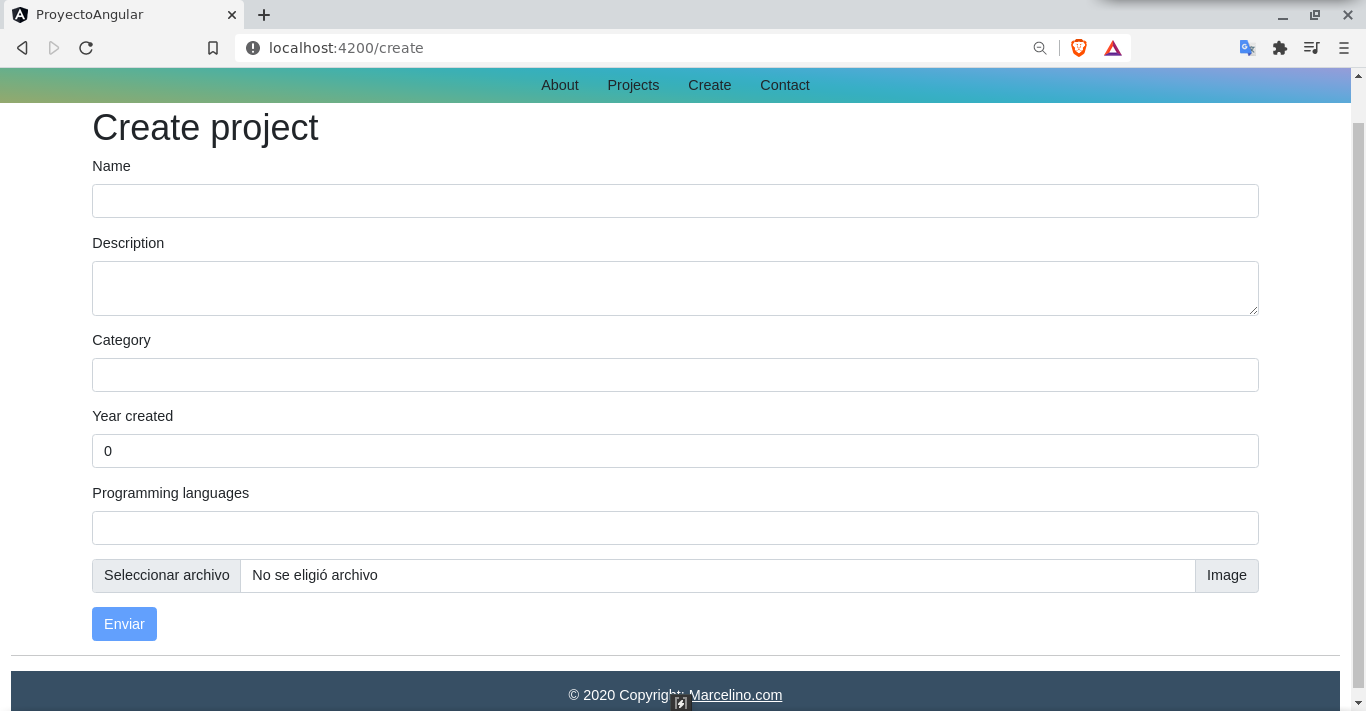 ProyectoAngular
localhost:4200/create
About Projects Create Contact
Create project
Name
Description
Category
Year created
0
Programming languages
Seleccionar archivo No se eligió archivo Image
Enviar
© 2020 Copyright: Marcelino.com